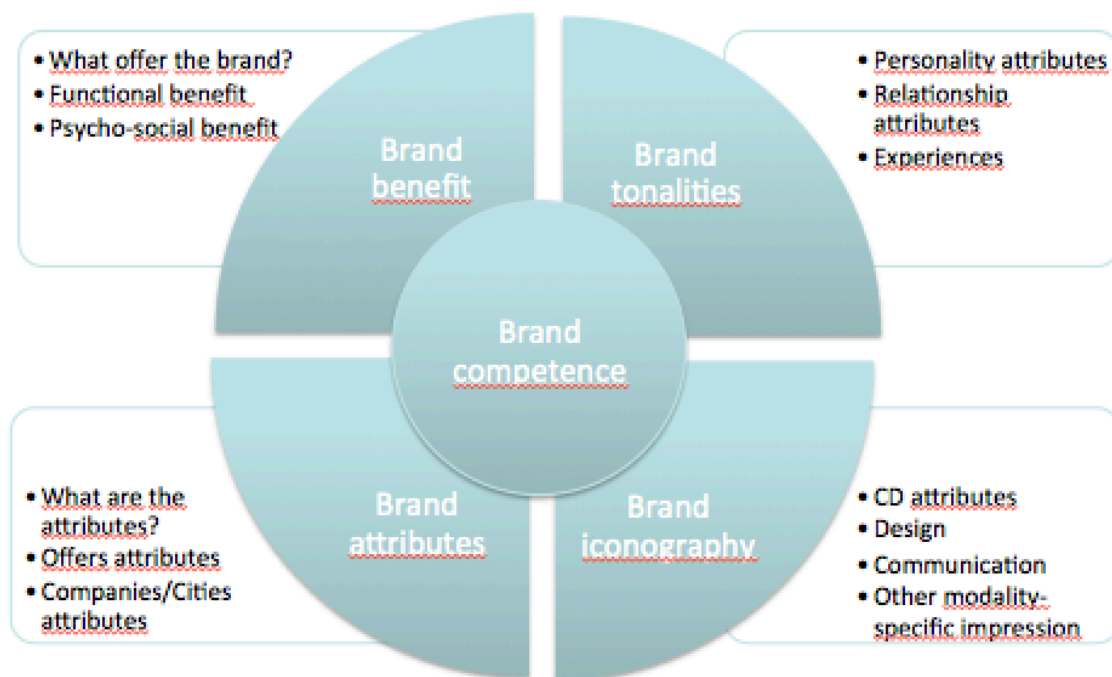 • What offer the brand?
• Functional benefit
• Psycho-social benefit
Brand
benefit
Brand
tonalities
• Personality attributes
• Relationship
attributes
• Experiences
Brand
competence
• What are the
attributes?
• Offers attributes
• Companies/Cities
attributes
Brand
attributes
Brand
iconography
• CD attributes
• Design
• Communication
• Other modality-
specific impression